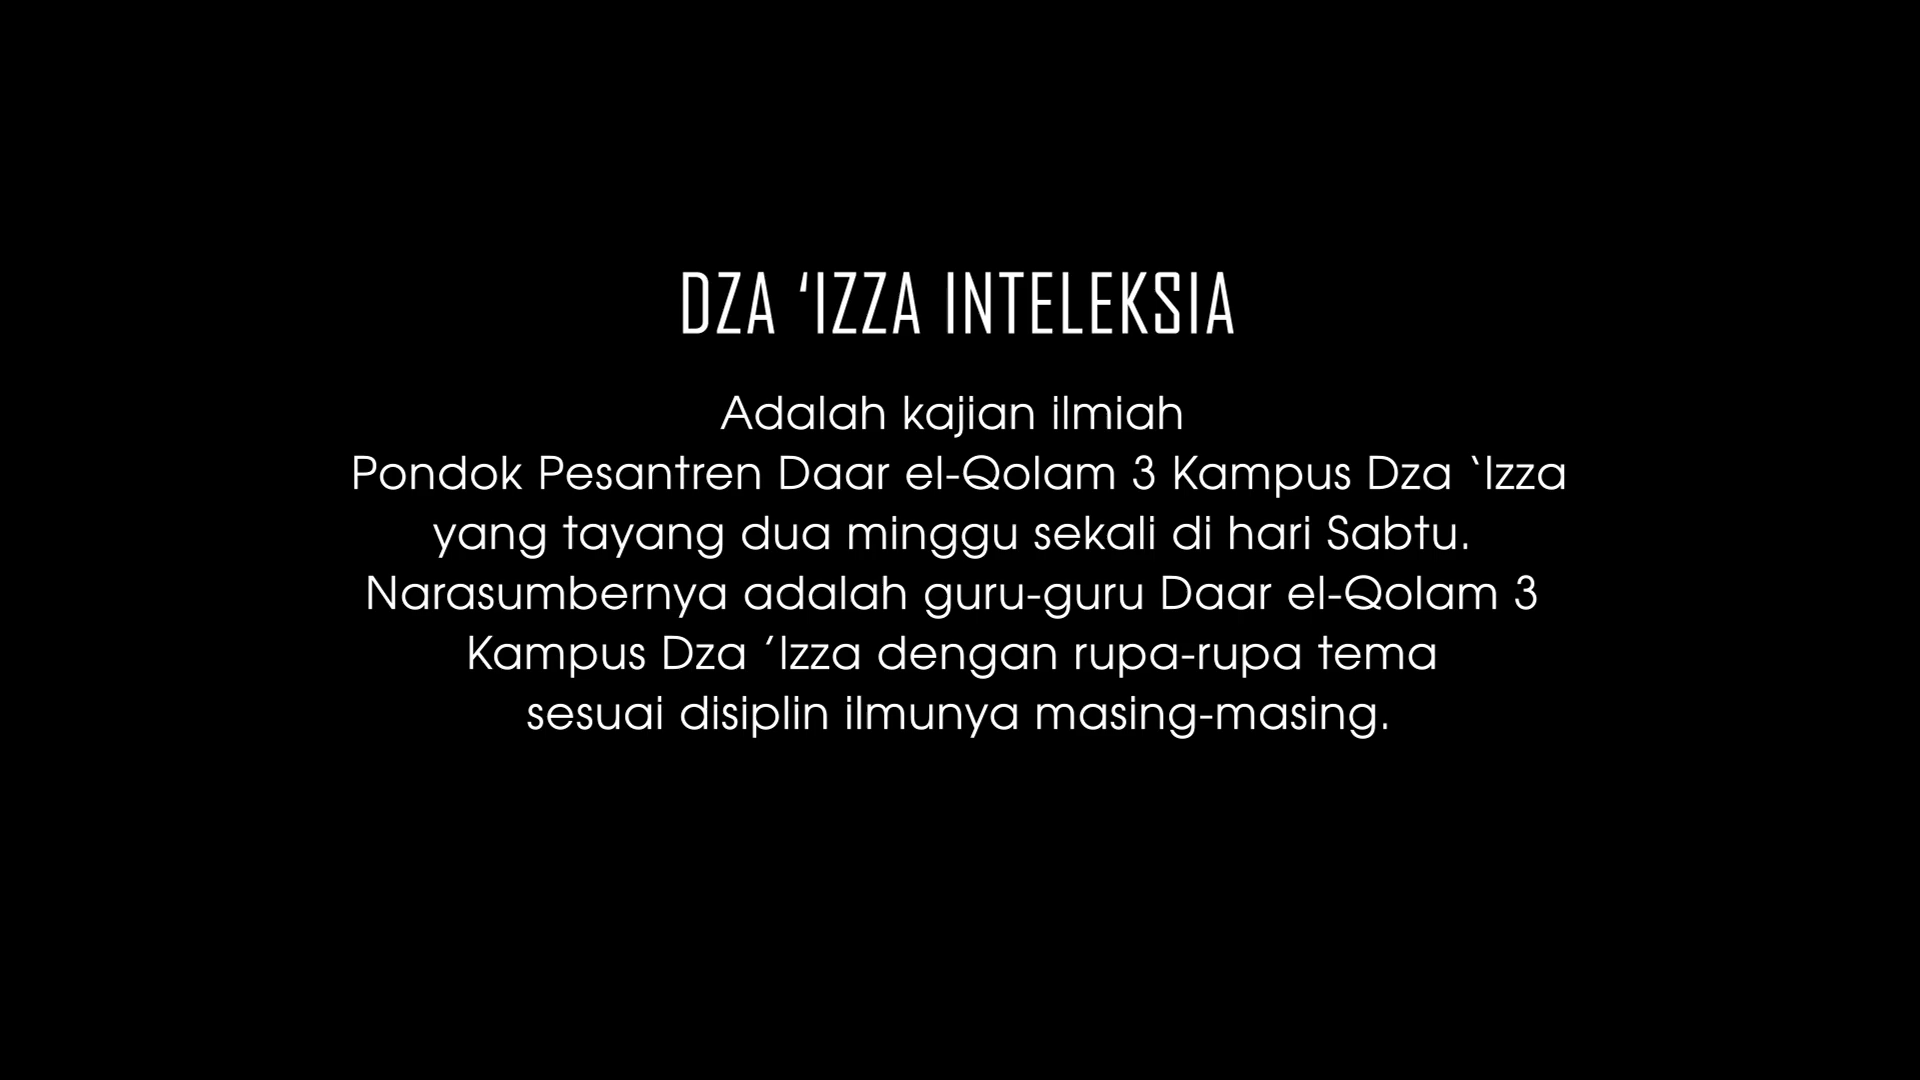 DZA ‘IZZA INTELEKSIA
Adalah kajian ilmiah
Pondok Pesantren Daar el-Qolam 3 Kampus Dza `Izza
yang tayang dua minggu sekali di hari Sabtu.
Narasumbernya adalah guru-guru Daar el-Qolam 3
Kampus Dza ‘Izza dengan rupa-rupa tema
sesuai disiplin ilmunya masing-masing.